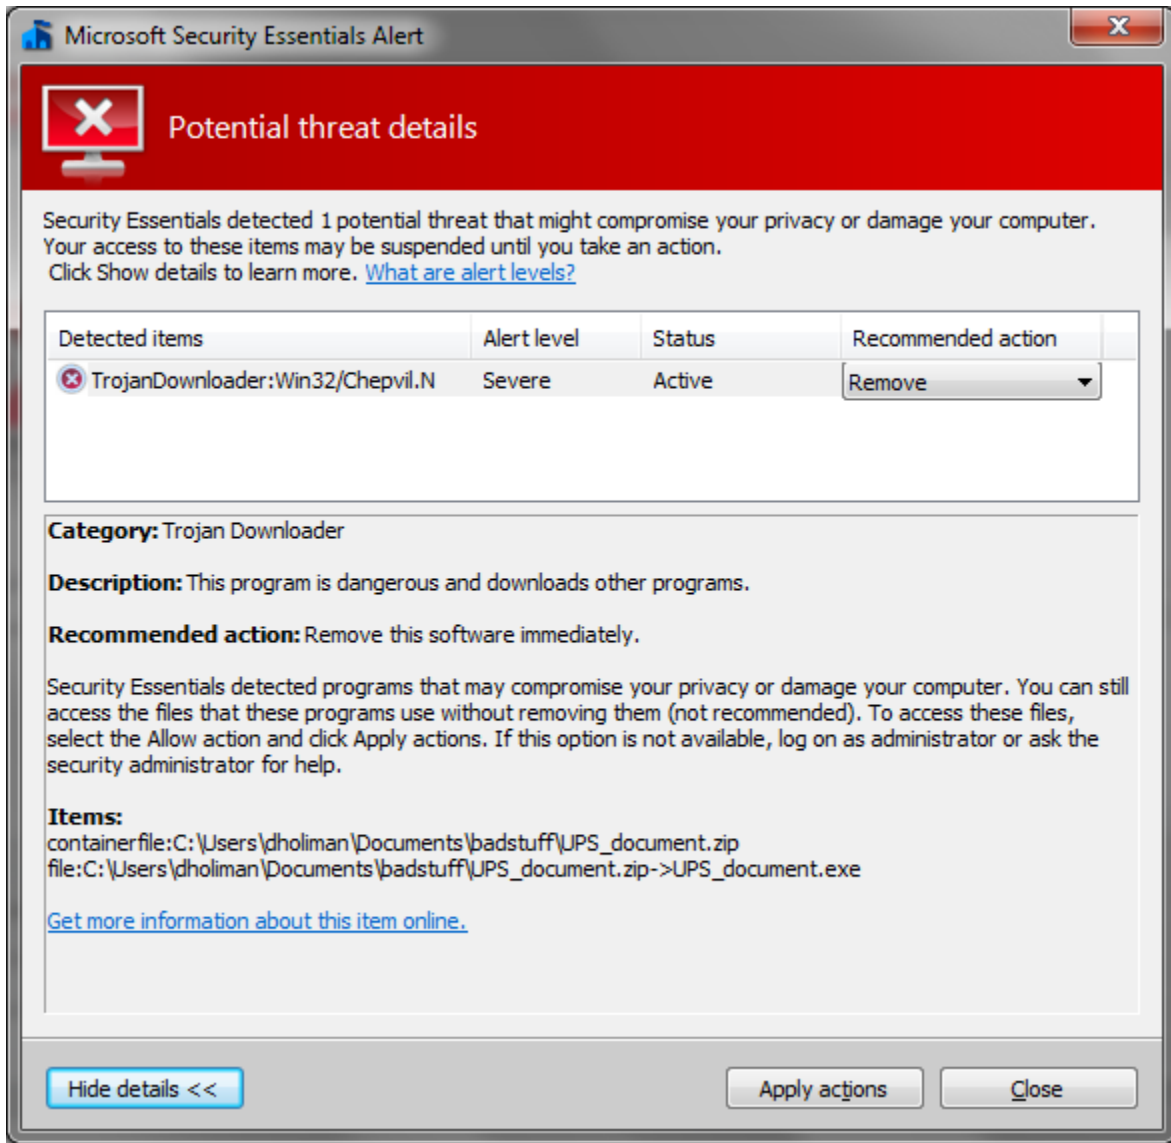 Microsoft Security Essentials Alert
Potential threat details
Security Essentials detected 1 potential threat that might compromise your privacy or damage your computer.
Your access to these items may be suspended until you take an action.
Click Show details to learn more. What are alert levels?
Detected items Alert level Status Recommended action
TrojanDownloader:Win32/Chepvil.N Severe Active Remove
Category: Trojan Downloader
Description: This program is dangerous and downloads other programs.
Recommended action: Remove this software immediately.
Security Essentials detected programs that may compromise your privacy or damage your computer. You can still
access the files that these programs use without removing them (not recommended). To access these files,
select the Allow action and click Apply actions. If this option is not available, log on as administrator or ask the
security administrator for help.
Items:
containerfile:C:\Users\dholiman\Documents\badstuff\UPS_document.zip
file:C:\Users\dholiman\Documents\badstuff\UPS_document.zip->UPS_document.exe
Get more information about this item online.
Hide details << Apply actions Close